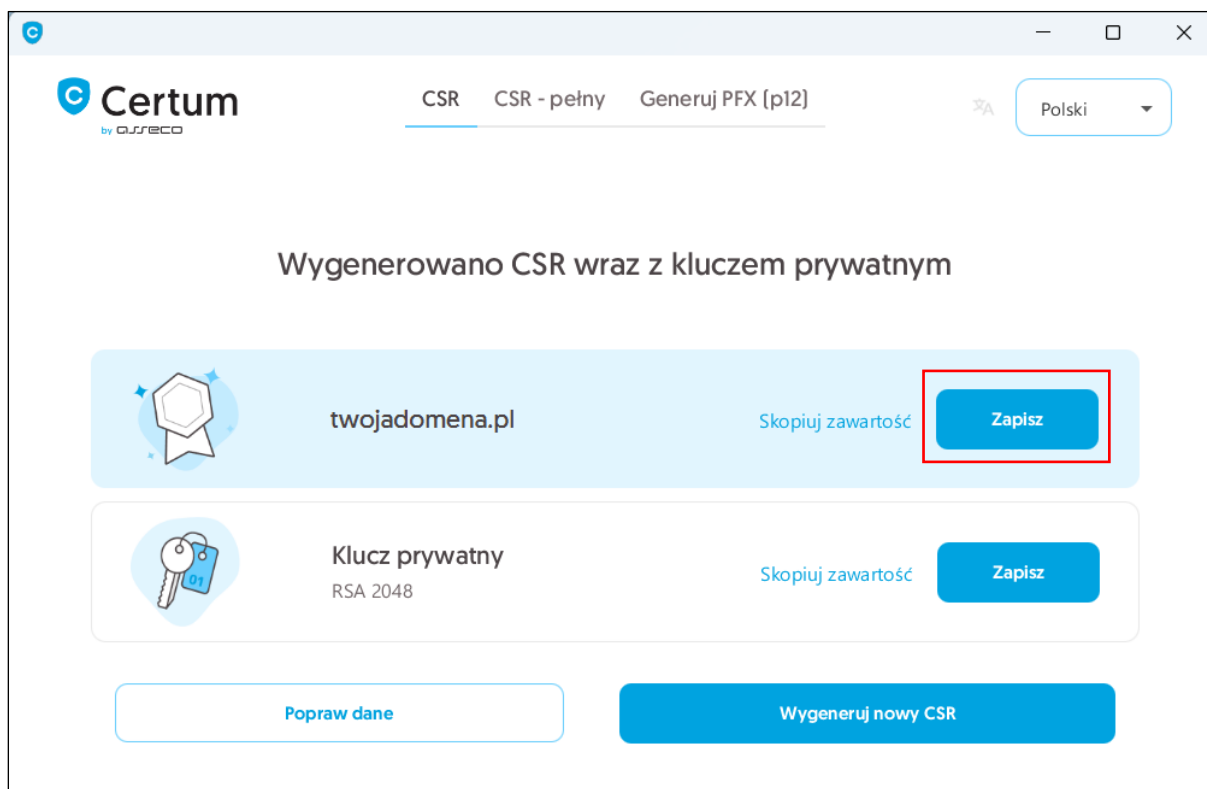 Certum
by asseco
CSR CSR - pełny Generuj PFX (p12)
Polski
Wygenerowano CSR wraz z kluczem prywatnym
twojadomena.pl Skopiuj zawartość Zapisz
Klucz prywatny
RSA 2048
Skopiuj zawartość Zapisz
01
Popraw dane Wygeneruj nowy CSR